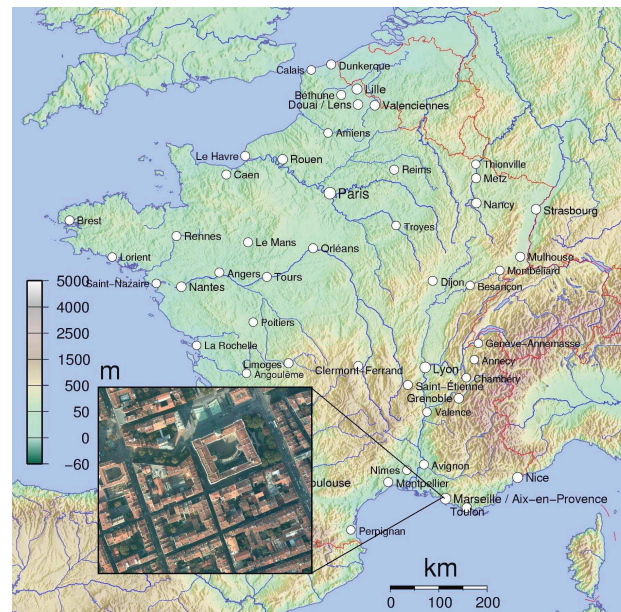 Calais
Dunkerque
Lille
Béthune
Douai / Lens
Valenciennes
Amiens
Le Havre
Rouen
Caen
Reims
Thionville
Metz
Paris
Nancy
Strasbourg
Brest
Rennes
Le Mans
Troyes
Orléans
Lorient
Mulhouse
Montbéliard
Saint-Nazaire
Nantes
Angers
Tours
Dijon
Besançon
5000
4000
2500
1500
500
200
50
0
-60
m
Poitiers
La Rochelle
Limoges
Angoulême
Clermont-Ferrand
Lyon
Genève-Annemasse
Annecy
Chambéry
Saint-Étienne
Grenoble
Valence
Avignon
Nîmes
Montpellier
oulouse
Nice
Marseille / Aix-en-Provence
Toulon
Perpignan
km
0
100
200